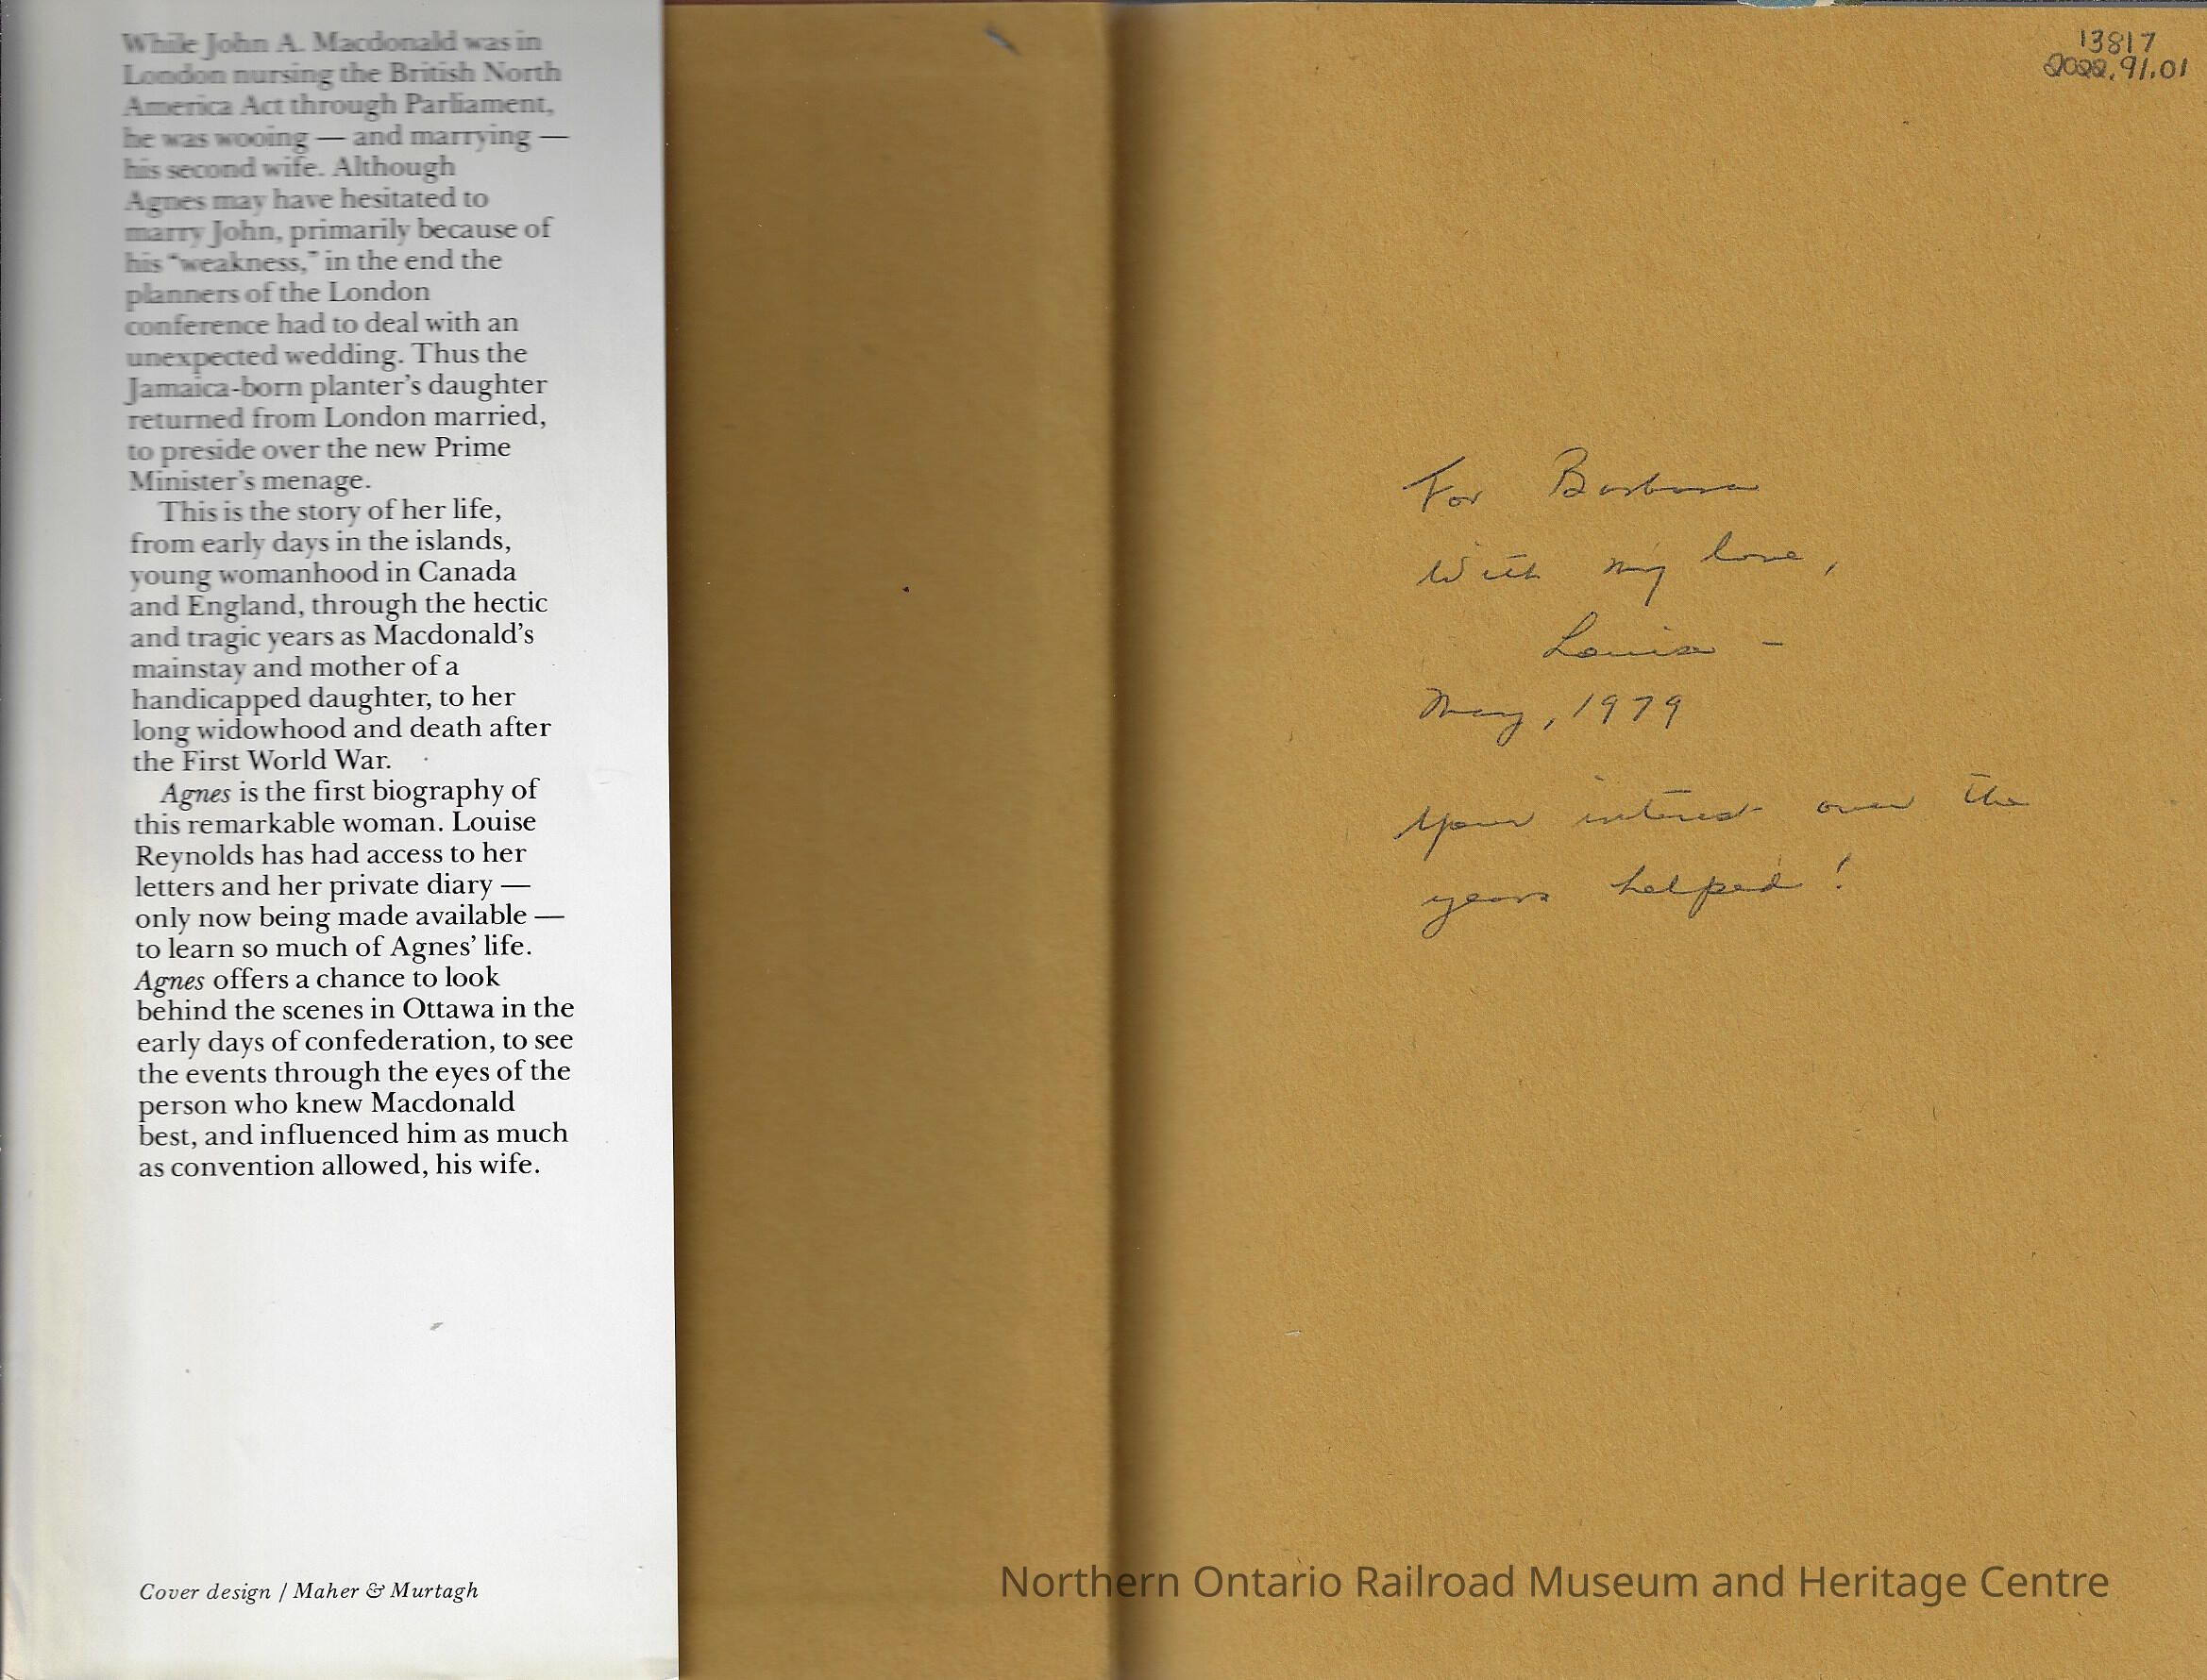 While John A. Macdonald was in
London nursing the British North
America Act through Parliament,
he was wooing — and marrying —
his second wife. Although
Agnes may have hesitated to
marry John, primarily because of
his “weakness,” in the end the
planners of the London
conference had to deal with an
unexpected wedding. Thus the
Jamaica-born planter’s daughter
returned from London married,
to preside over the new Prime
Minister’s menage.
This is the story of her life,
from early days in the islands,
young womanhood in Canada
and England, through the hectic
and tragic years as Macdonald’s
mainstay and mother of a
handicapped daughter, to her
long widowhood and death after
the First World War.
Agnes is the first biography of
this remarkable woman. Louise
Reynolds has had access to her
letters and her private diary —
only now being made available —
to learn so much of Agnes’ life.
Agnes offers a chance to look
behind the scenes in Ottawa in the
early days of confederation, to see
the events through the eyes of the
person who knew Macdonald
best, and influenced him as much
as convention allowed, his wife.
Cover design / Maher & Murtagh
13817
2022.91.01
For Barbara
With my love,
Louise –
May, 1979
Your interest over the
years helped!
Northern Ontario Railroad Museum and Heritage Centre